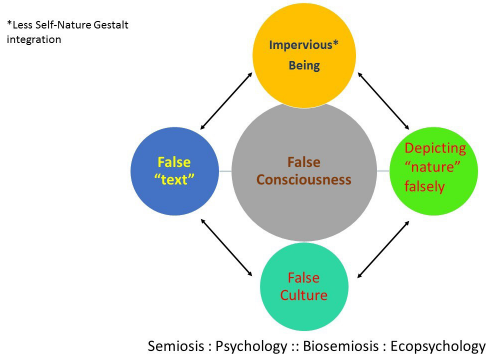 *Less Self-Nature Gestalt
integration
Impervious*
Being
False
"text"
False
Consciousness
Depicting
"nature"
falsely
False
Culture
Semiosis : Psychology :: Biosemiosis : Ecopsychology